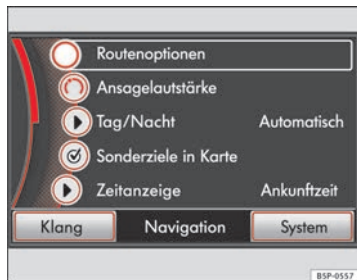 Routenoptionen
Ansagelautstärke
Tag/Nacht Automatisch
Sonderziele in Karte
Zeitanzeige Ankunftzeit
Klang Navigation System
B5P-0557